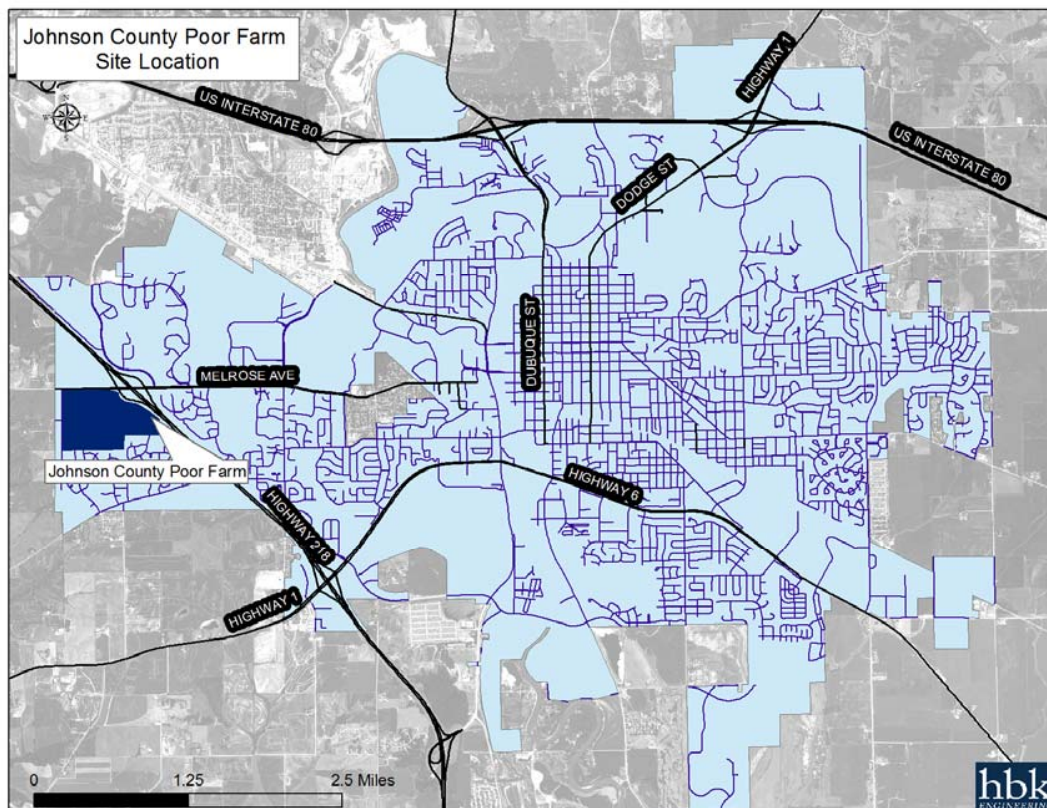 Johnson County Poor Farm
Site Location
N
W
E
S
US INTERSTATE 80
HIGHWAY 1
US INTERSTATE 80
DODGE ST
DUBUQUE ST
MELROSE AVE
Johnson County Poor Farm
HIGHWAY 6
HIGHWAY 218
HIGHWAY 1
0 1.25 2.5 Miles
hbk
ENGINEERING